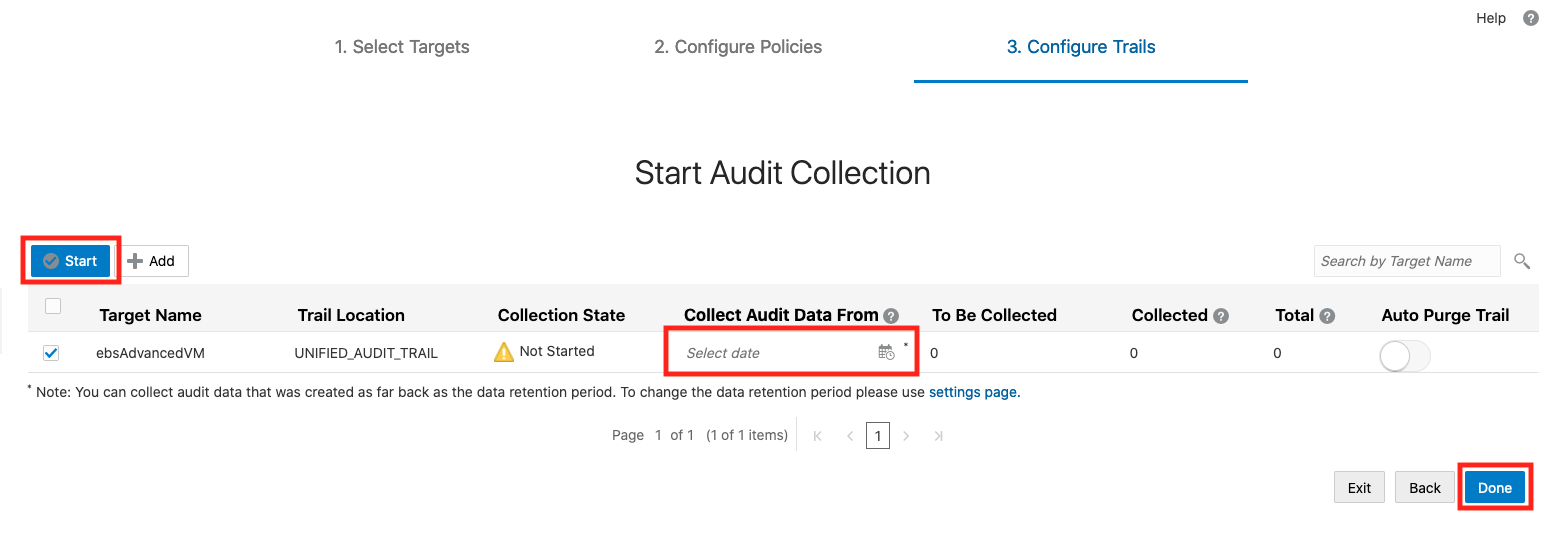 Help ?
1. Select Targets 2. Configure Policies 3. Configure Trails
Start Audit Collection
Start Add Search by Target Name
Target Name Trail Location Collection State Collect Audit Data From ? To Be Collected Collected ? Total ? Auto Purge Trail
ebsAdvancedVM UNIFIED_AUDIT_TRAIL Not Started Select date * 0 0 0
* Note: You can collect audit data that was created as far back as the data retention period. To change the data retention period please use settings page.
Page 1 of 1 (1 of 1 items) 1
Exit Back Done